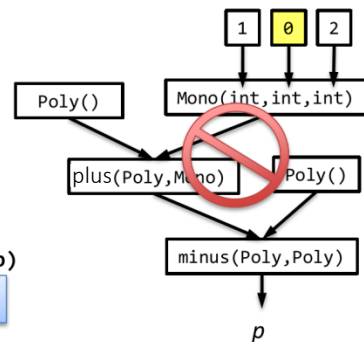 1 0 2
Poly() Mono(int,int,int)
plus(Poly,Mono) Poly()
)
minus(Poly,Poly)
p